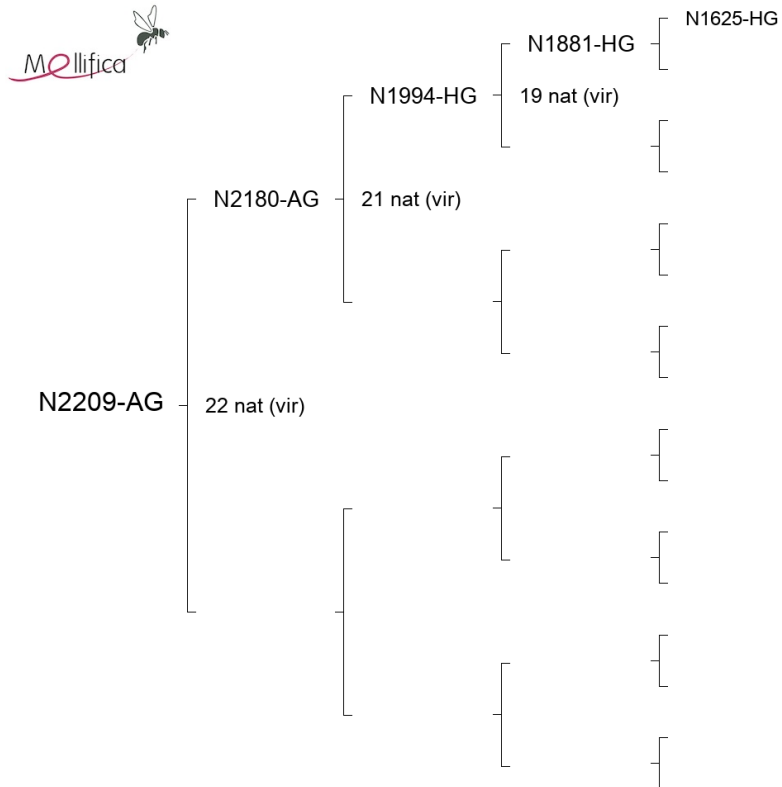 Mellifica
N1625-HG
N1881-HG
N1994-HG
19 nat (vir)
N2180-AG
21 nat (vir)
N2209-AG
22 nat (vir)